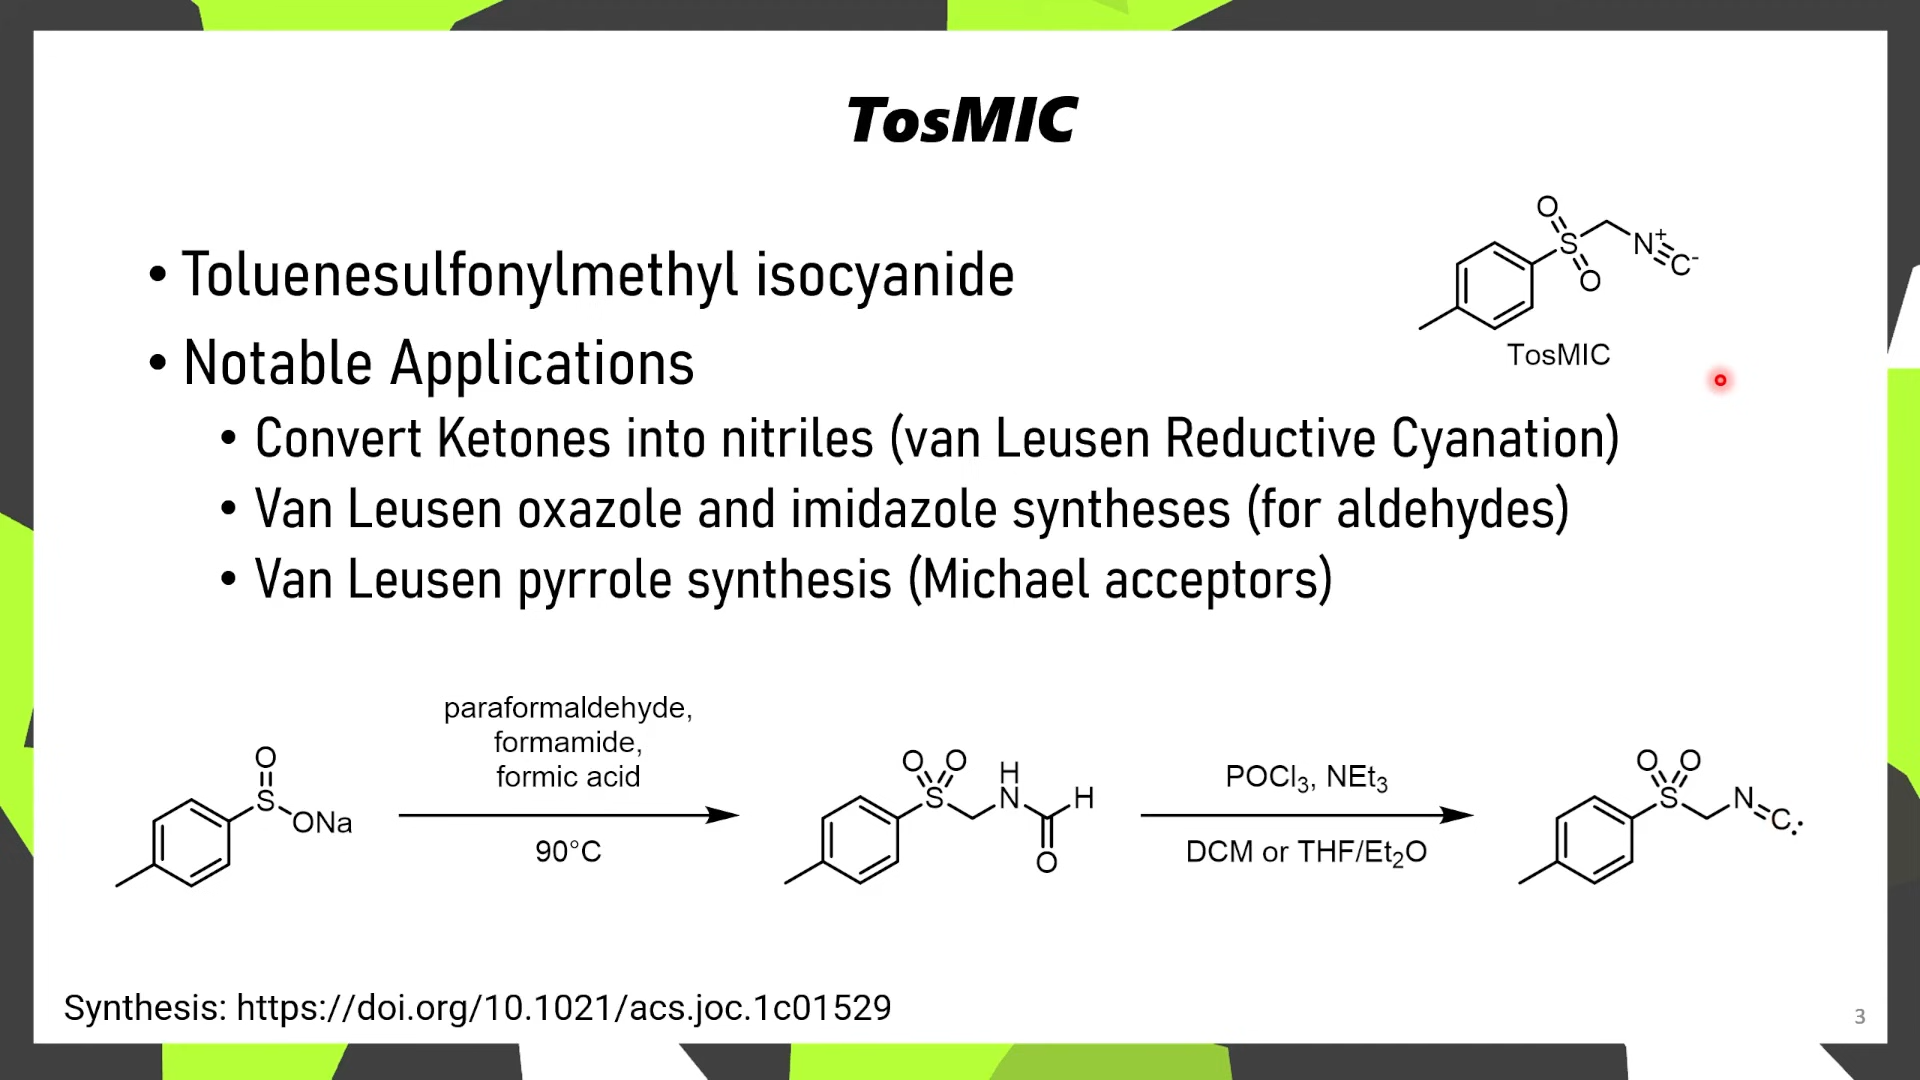 TosMIC
• Toluenesulfonylmethyl isocyanide
• Notable Applications
• Convert Ketones into nitriles (van Leusen Reductive Cyanation)
• Van Leusen oxazole and imidazole syntheses (for aldehydes)
• Van Leusen pyrrole synthesis (Michael acceptors)
O
S
O
N+
C-
TosMIC
O
S
ONa
paraformaldehyde,
formamide,
formic acid
90°C
O O
S
H
N
H
O
POCl₃, NEt₃
DCM or THF/Et₂O
O O
S
N
C:
Synthesis: https://doi.org/10.1021/acs.joc.1c01529
3